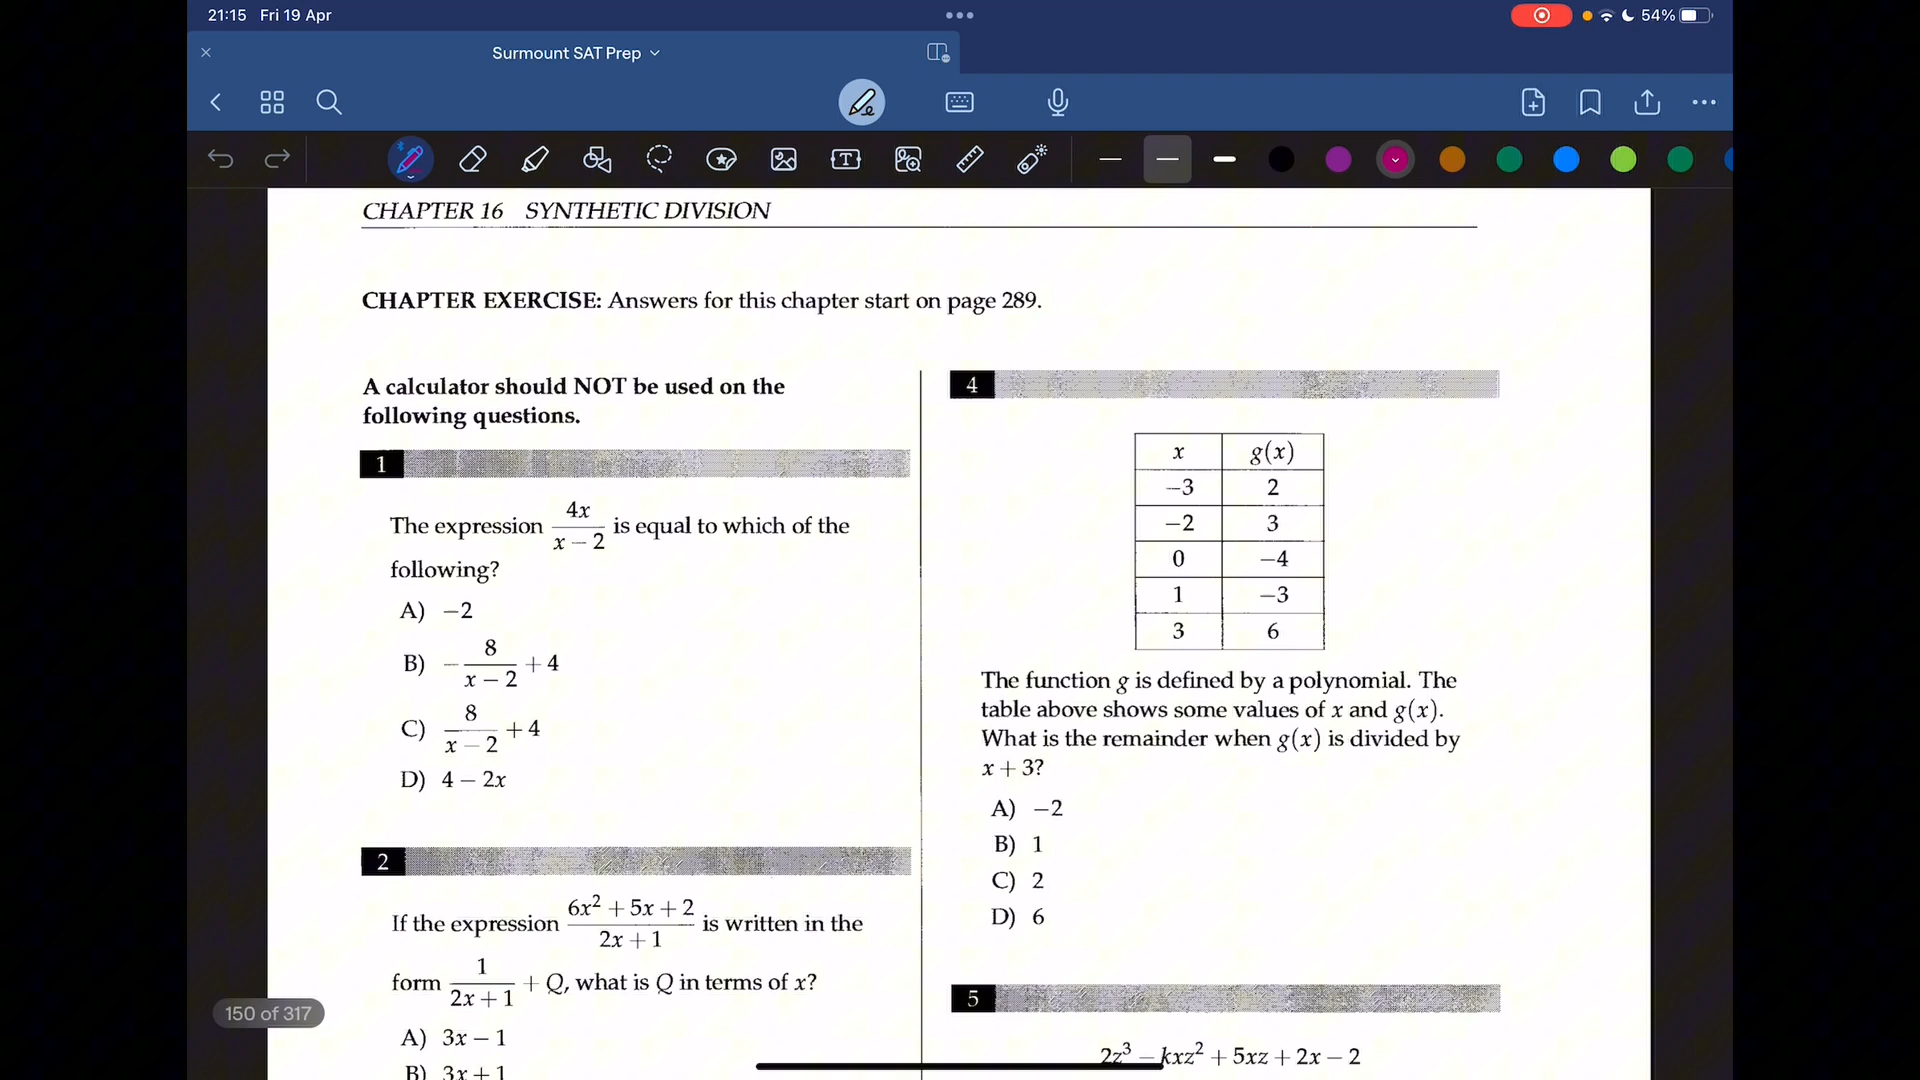 21:15 Fri 19 Apr
54%
Surmount SAT Prep
CHAPTER 16 SYNTHETIC DIVISION
CHAPTER EXERCISE: Answers for this chapter start on page 289.
A calculator should NOT be used on the
following questions.
1
The expression 4x/(x − 2) is equal to which of the
following?
A) −2
B) −8/(x − 2) + 4
C) 8/(x − 2) + 4
D) 4 − 2x
2
If the expression (6x² + 5x + 2)/(2x + 1) is written in the
form 1/(2x + 1) + Q, what is Q in terms of x?
A) 3x − 1
B) 3x + 1
4
x g(x)
−3 2
−2 3
0 −4
1 −3
3 6
The function g is defined by a polynomial. The
table above shows some values of x and g(x).
What is the remainder when g(x) is divided by
x + 3?
A) −2
B) 1
C) 2
D) 6
5
2z³ − kxz² + 5xz + 2x − 2
150 of 317